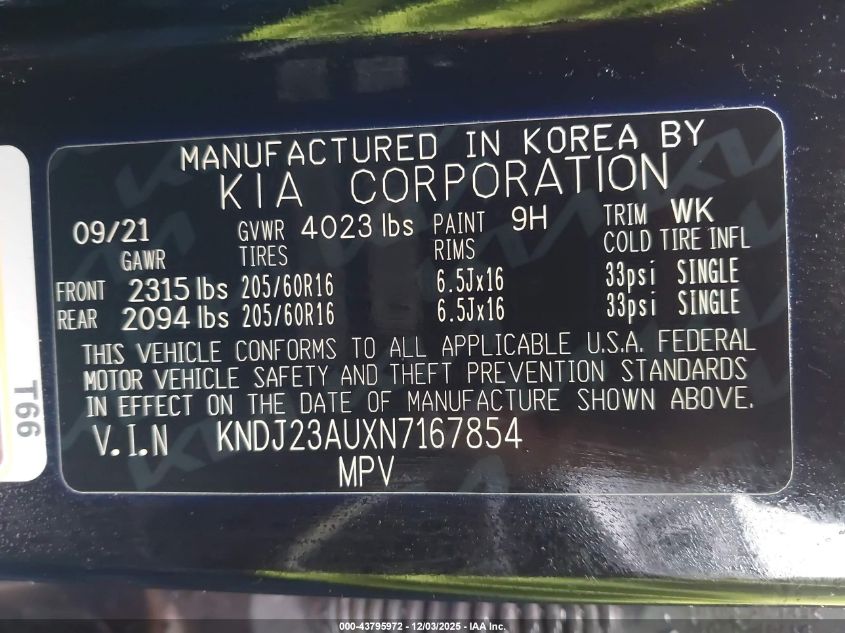 MANUFACTURED IN KOREA BY
KIA CORPORATION
09/21 GVWR 4023 lbs PAINT 9H TRIM WK
GAWR TIRES RIMS COLD TIRE INFL
FRONT 2315 lbs 205/60R16 6.5Jx16 33psi SINGLE
REAR 2094 lbs 205/60R16 6.5Jx16 33psi SINGLE
THIS VEHICLE CONFORMS TO ALL APPLICABLE U.S.A. FEDERAL
MOTOR VEHICLE SAFETY AND THEFT PREVENTION STANDARDS
IN EFFECT ON THE DATE OF MANUFACTURE SHOWN ABOVE.
V.I.N KNDJ23AUXN7167854
MPV
T66
000-43795972 - 12/03/2025 - IAA Inc.